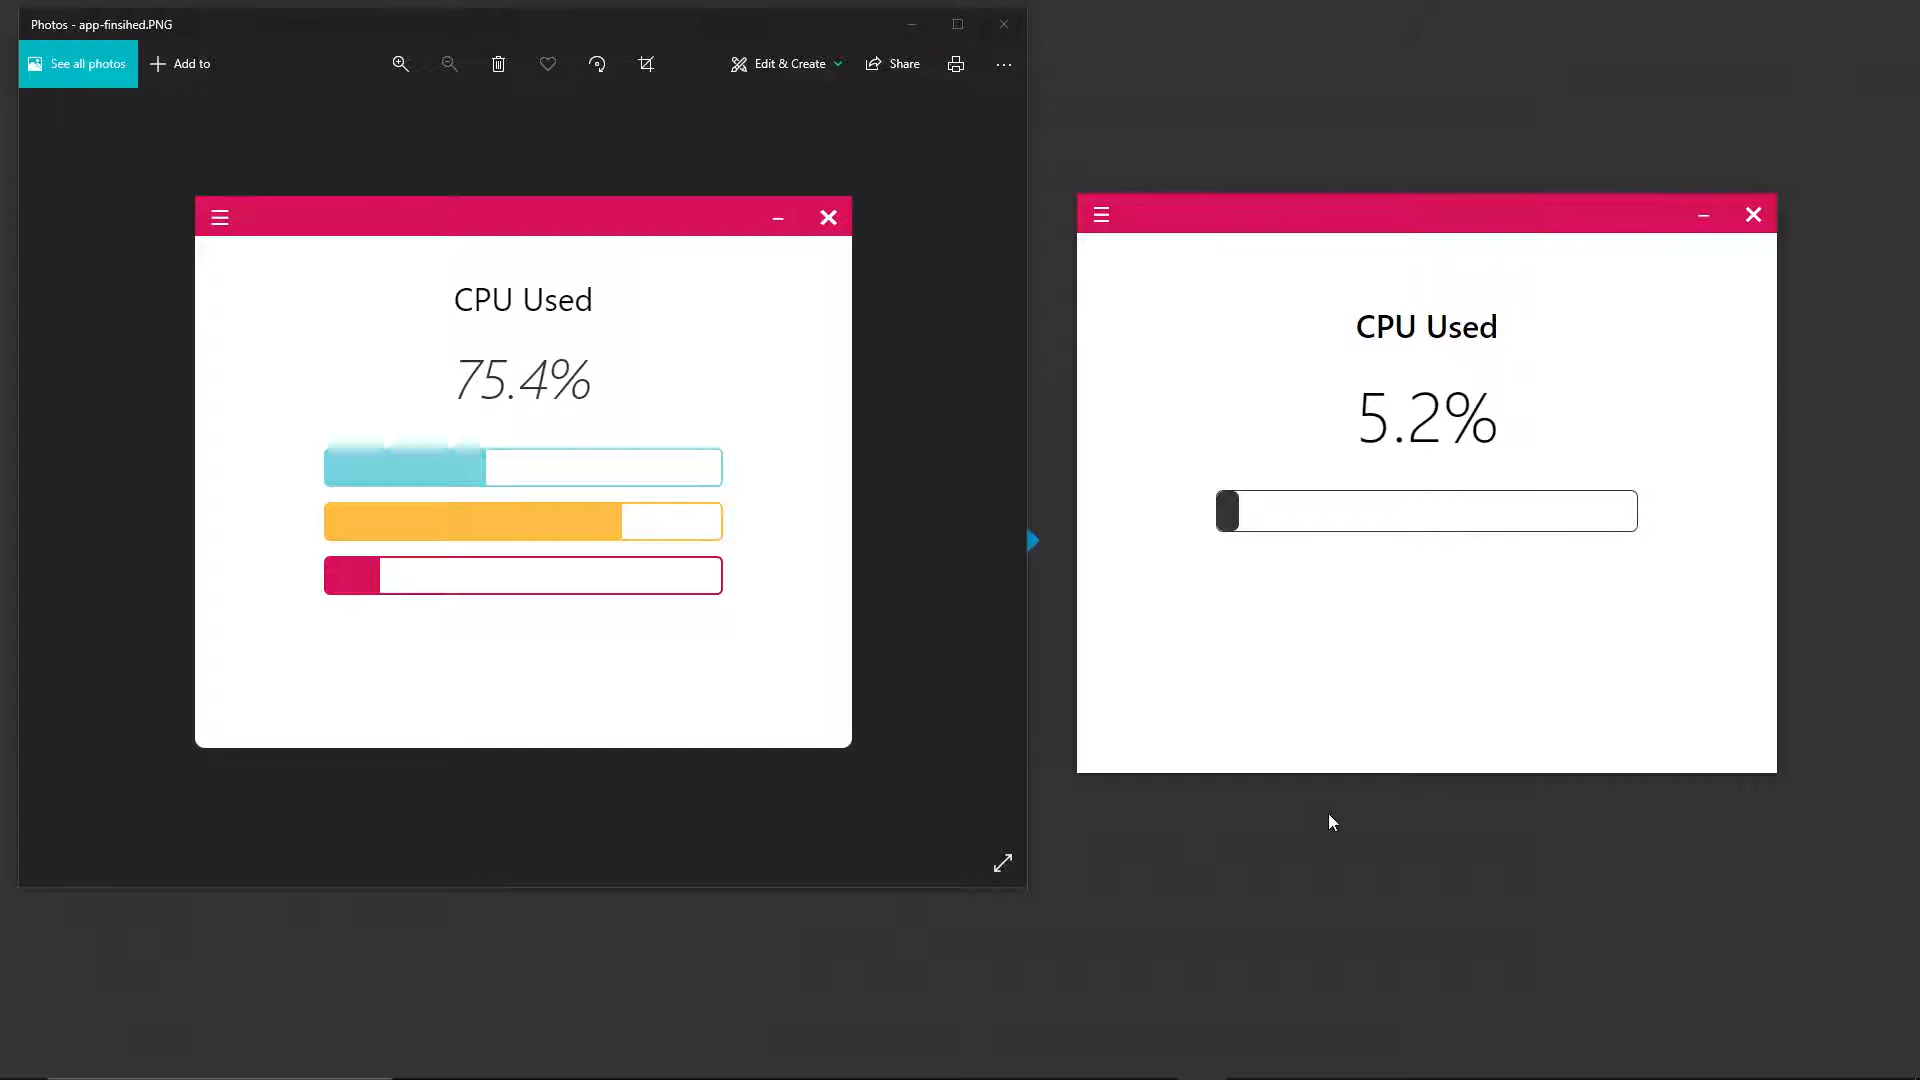 Photos - app-finsihed.PNG
See all photos
Add to
Edit & Create
Share
CPU Used
75.4%
CPU Used
5.2%